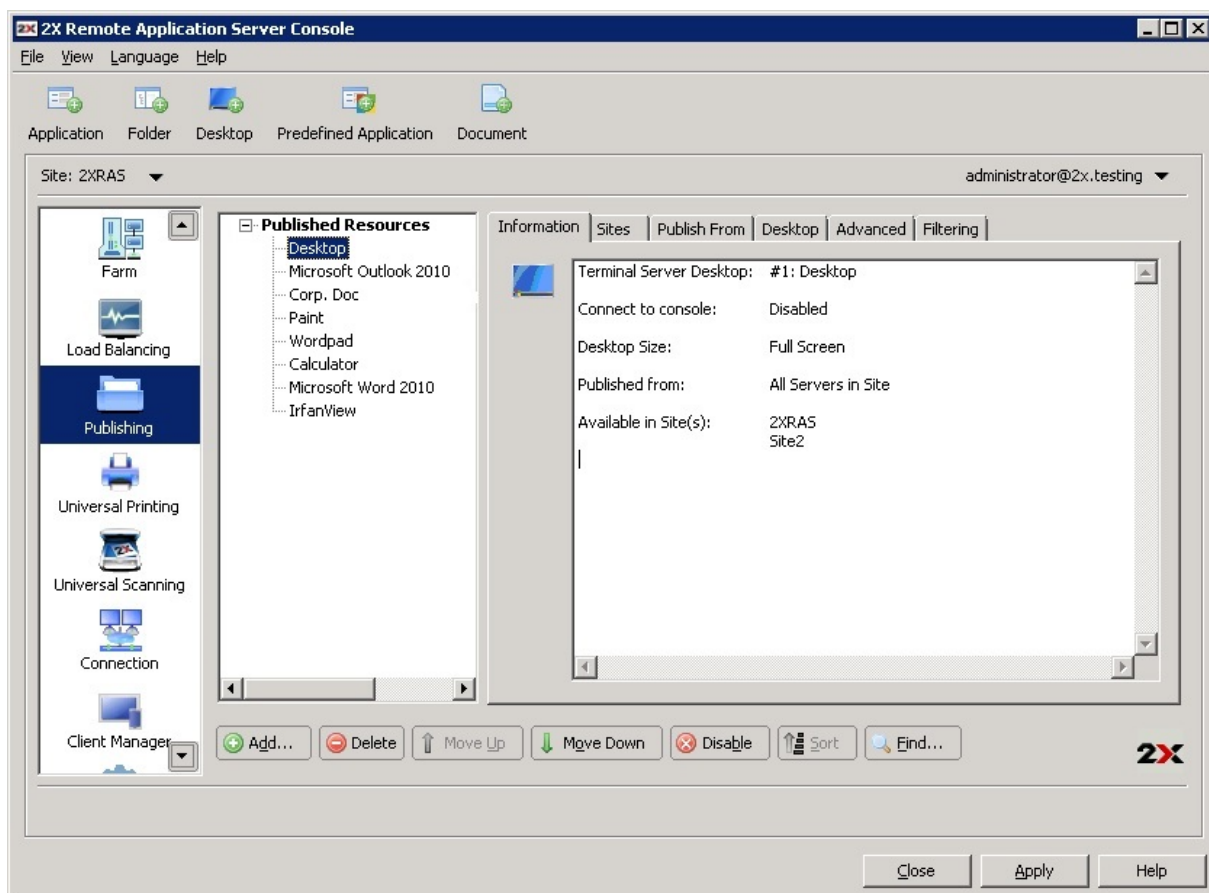 2X 2X Remote Application Server Console
File View Language Help
Application Folder Desktop Predefined Application Document
Site: 2XRAS administrator@2x.testing
Farm
Load Balancing
Publishing
Universal Printing
Universal Scanning
Connection
Client Manager
Published Resources
Desktop
Microsoft Outlook 2010
Corp. Doc
Paint
Wordpad
Calculator
Microsoft Word 2010
IrfanView
Information Sites Publish From Desktop Advanced Filtering
Terminal Server Desktop: #1: Desktop
Connect to console: Disabled
Desktop Size: Full Screen
Published from: All Servers in Site
Available in Site(s): 2XRAS
Site2
Add... Delete Move Up Move Down Disable Sort Find...
2X
Close Apply Help